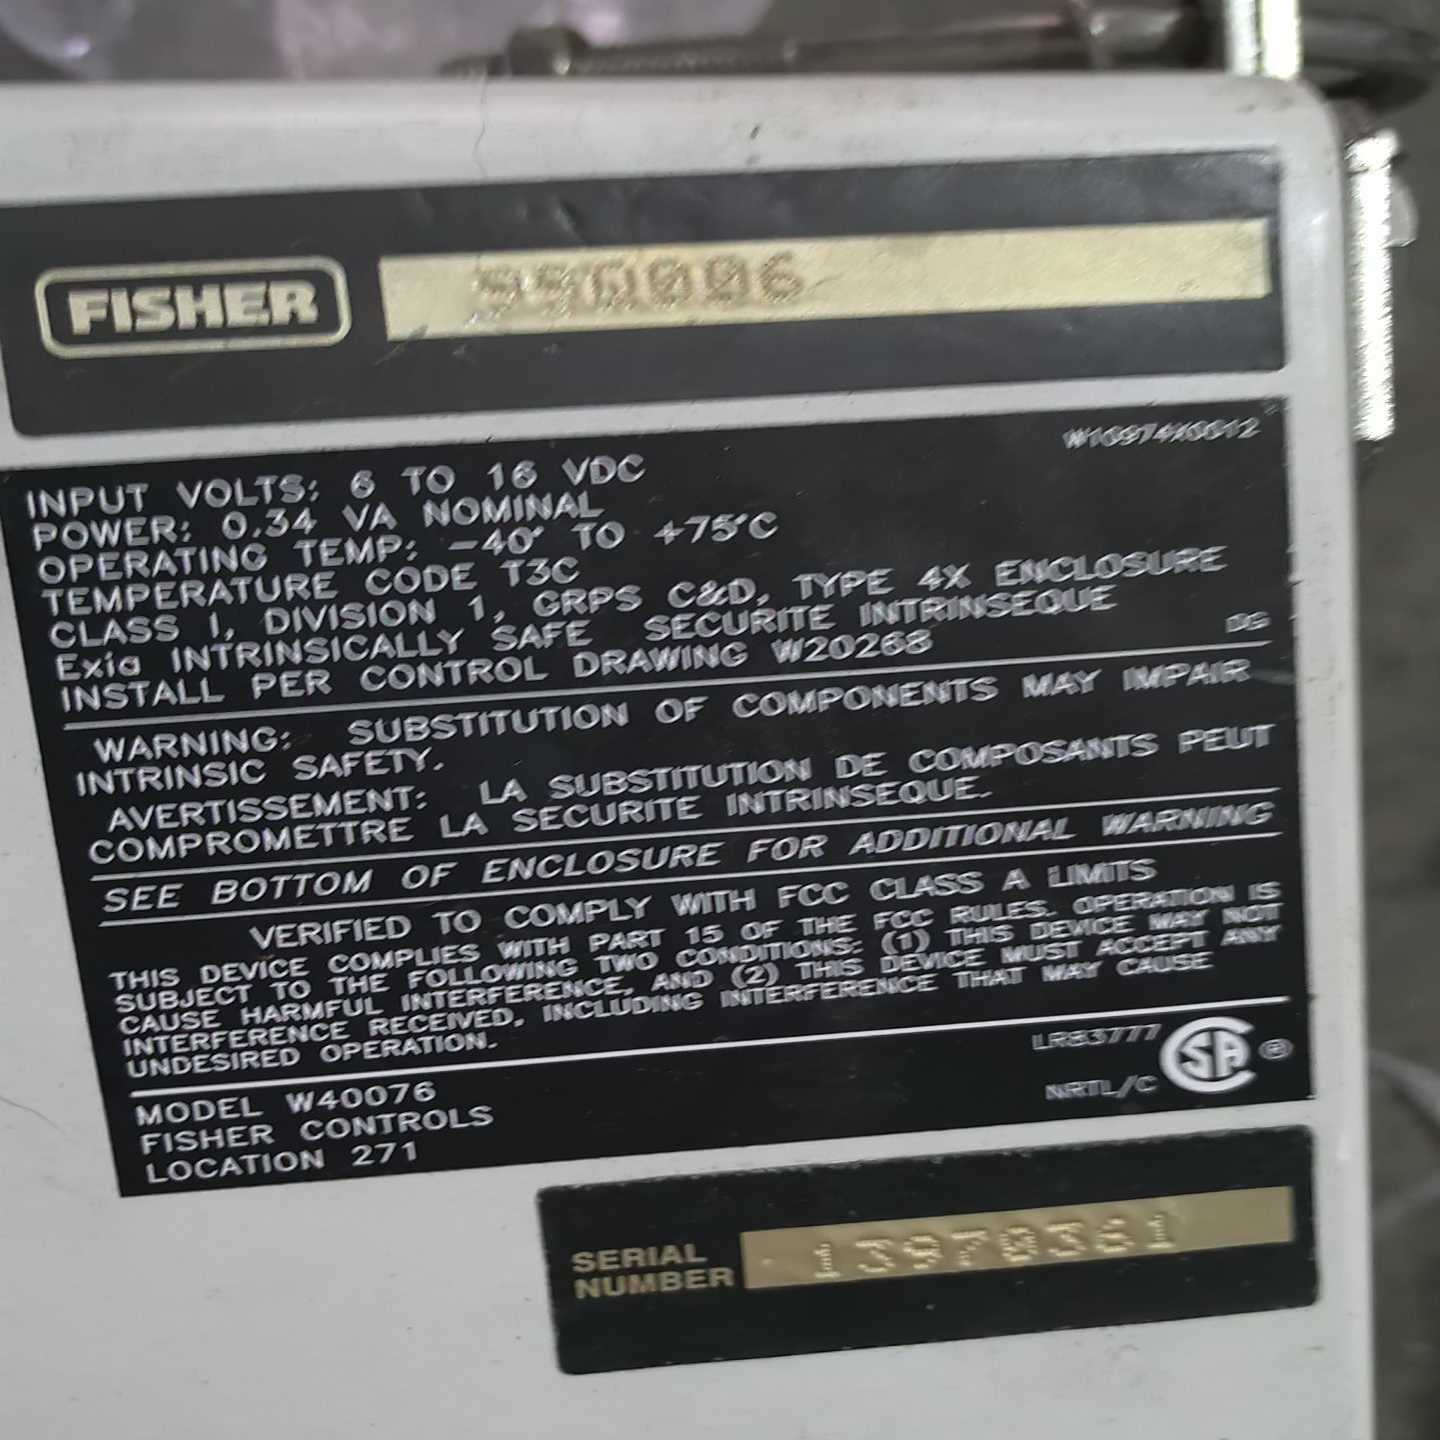 FISHER
W10974X0012
INPUT VOLTS: 6 TO 16 VDC
POWER: 0.34 VA NOMINAL
OPERATING TEMP: -40° TO +75°C
TEMPERATURE CODE T3C
CLASS I, DIVISION 1, GRPS C&D, TYPE 4X ENCLOSURE
Exia INTRINSICALLY SAFE SECURITE INTRINSEQUE
INSTALL PER CONTROL DRAWING W20268
DG
WARNING: SUBSTITUTION OF COMPONENTS MAY IMPAIR
INTRINSIC SAFETY.
AVERTISSEMENT: LA SUBSTITUTION DE COMPOSANTS PEUT
COMPROMETTRE LA SECURITE INTRINSEQUE.
SEE BOTTOM OF ENCLOSURE FOR ADDITIONAL WARNING
VERIFIED TO COMPLY WITH FCC CLASS A LIMITS
THIS DEVICE COMPLIES WITH PART 15 OF THE FCC RULES. OPERATION IS
SUBJECT TO THE FOLLOWING TWO CONDITIONS: (1) THIS DEVICE MAY NOT
CAUSE HARMFUL INTERFERENCE, AND (2) THIS DEVICE MUST ACCEPT ANY
INTERFERENCE RECEIVED, INCLUDING INTERFERENCE THAT MAY CAUSE
UNDESIRED OPERATION.
MODEL W40076
FISHER CONTROLS
LOCATION 271
LR83777
NRTL/C
SA ®
SERIAL
NUMBER 13970361